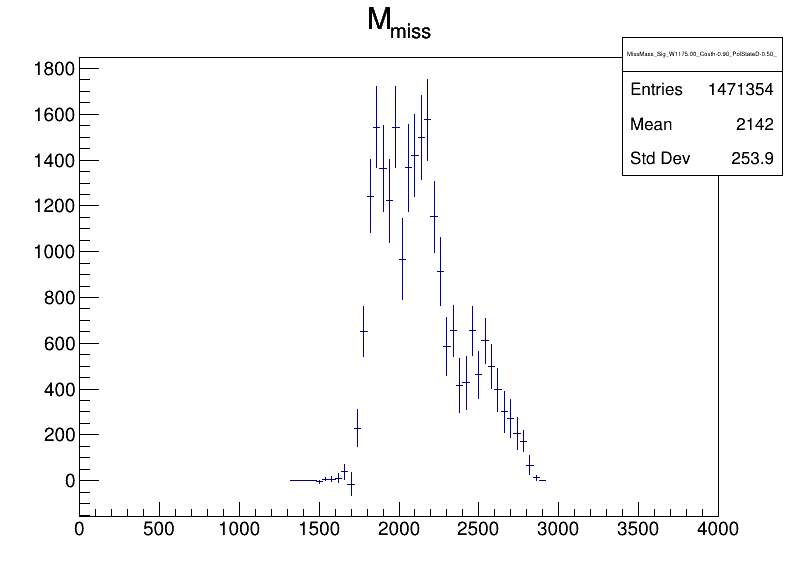 M_miss
MissMass_Sig_W1175.00_Costh-0.90_PolStateD-0.50_
Entries 1471354
Mean 2142
Std Dev 253.9
1800
1600
1400
1200
1000
800
600
400
200
0
0 500 1000 1500 2000 2500 3000 3500 4000